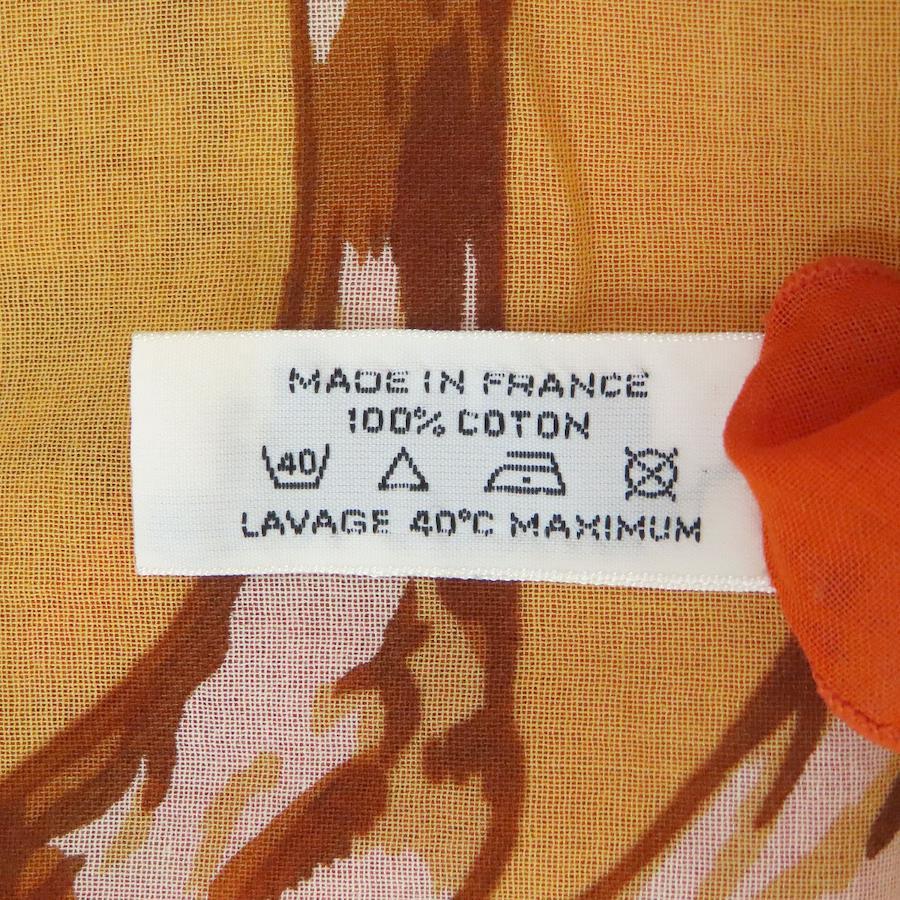 MADE IN FRANCE
100% COTON
40
LAVAGE 40°C MAXIMUM